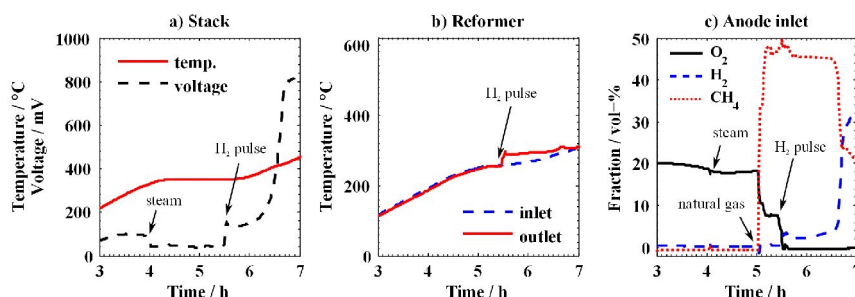 a) Stack
b) Reformer
c) Anode inlet
Temperature / °C
Voltage / mV
1000
800
600
400
200
0
temp.
voltage
H₂ pulse
steam
3 4 5 6 7
Time / h
Temperature / °C
600
400
200
0
H₂ pulse
inlet
outlet
3 4 5 6 7
Time / h
Fraction / vol-%
50
40
30
20
10
0
O₂
H₂
CH₄
steam
H₂ pulse
natural gas
3 4 5 6 7
Time / h